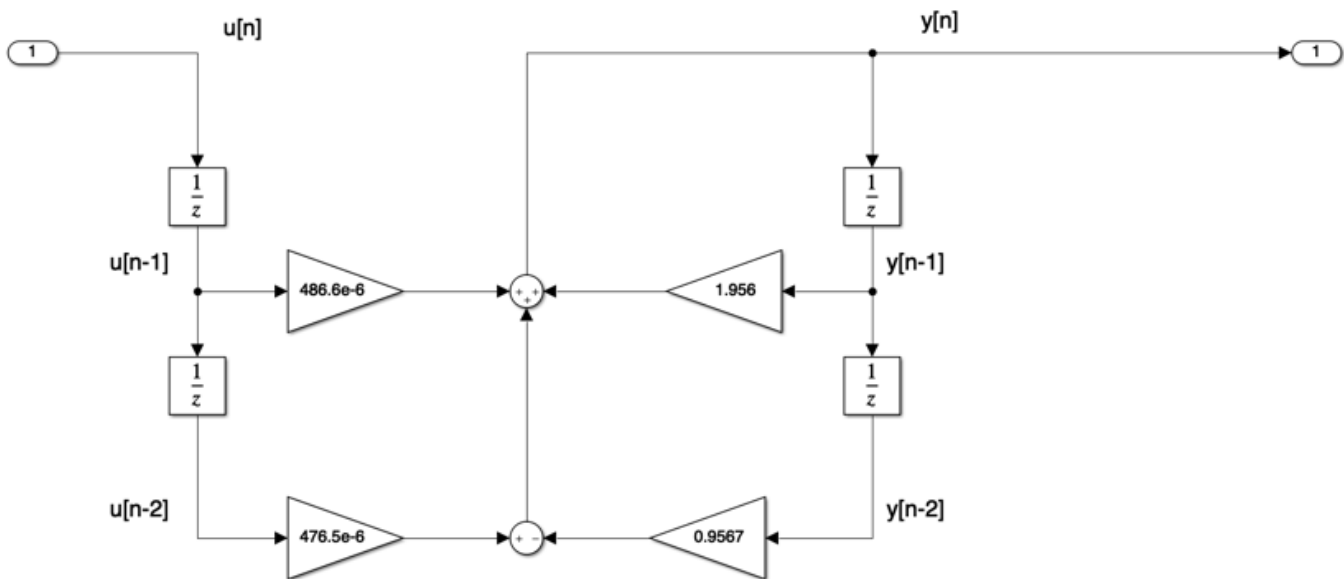 u[n]
y[n]
1
1
1
z
1
z
u[n-1]
y[n-1]
486.6e-6
+ +
+
1.956
1
z
1
z
u[n-2]
y[n-2]
476.5e-6
+ −
0.9567